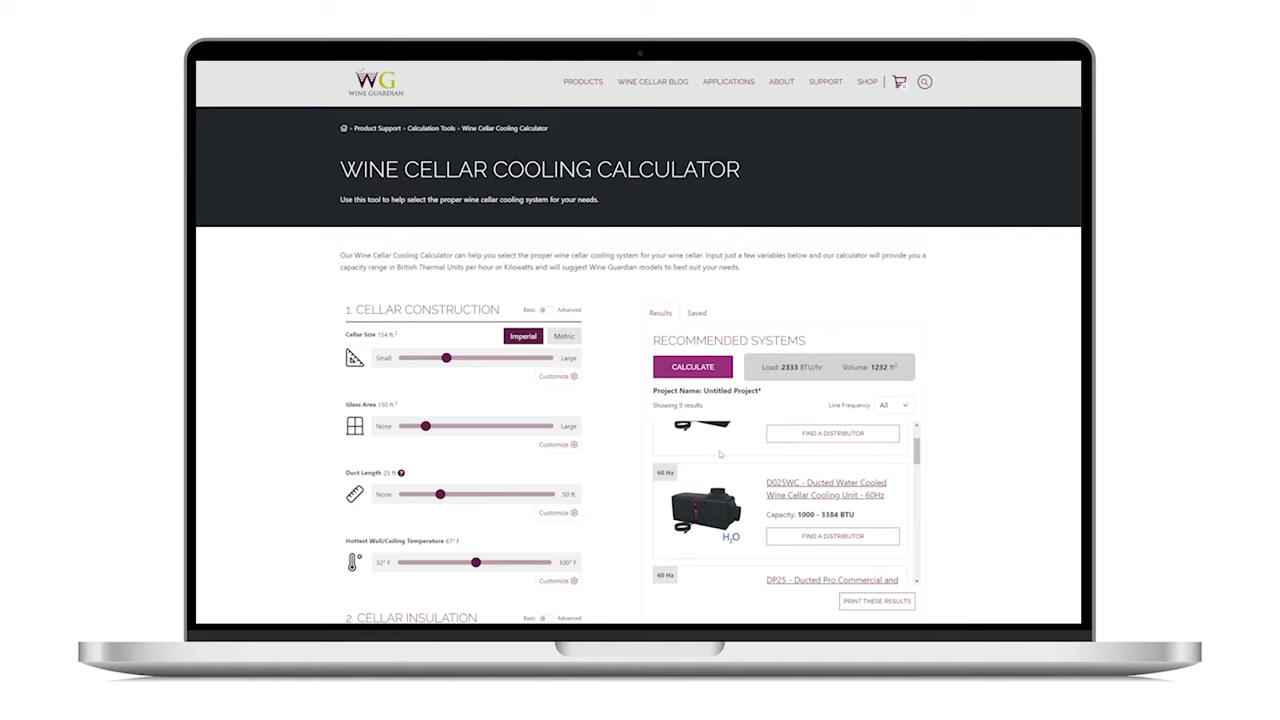 WG
WINE GUARDIAN
PRODUCTS WINE CELLAR BLOG APPLICATIONS ABOUT SUPPORT SHOP 0
» Product Support » Calculation Tools » Wine Cellar Cooling Calculator
WINE CELLAR COOLING CALCULATOR
Use this tool to help select the proper wine cellar cooling system for your needs.
Our Wine Cellar Cooling Calculator can help you select the proper wine cellar cooling system for your wine cellar. Input just a few variables below and our calculator will provide you a
capacity range in British Thermal Units per hour or Kilowatts and will suggest Wine Guardian models to best suit your needs.
1. CELLAR CONSTRUCTION Basic Advanced
Cellar Size 154 ft²
Imperial Metric
Small Large
Customize
Glass Area 150 ft²
None Large
Customize
Duct Length 25 ft ?
None 50 ft
Customize
Hottest Wall/Ceiling Temperature 67° F
32° F 100° F
Customize
2. CELLAR INSULATION Basic Advanced
Results Saved
RECOMMENDED SYSTEMS
CALCULATE Load: 2333 BTU/hr Volume: 1232 ft³
Project Name: Untitled Project*
Showing 9 results Line Frequency All
FIND A DISTRIBUTOR
60 Hz
D025WC - Ducted Water Cooled
Wine Cellar Cooling Unit - 60Hz
Capacity: 1000 - 3384 BTU
H₂O
FIND A DISTRIBUTOR
60 Hz
DP25 - Ducted Pro Commercial and
PRINT THESE RESULTS